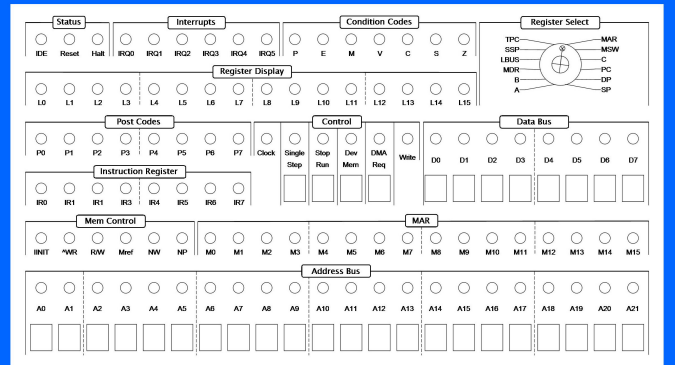 Status Interrupts Condition Codes Register Select
IDE Reset Halt IRQ0 IRQ1 IRQ2 IRQ3 IRQ4 IRQ5 P E M V C S Z
TPC MAR
SSP MSW
LBUS C
MDR PC
B DP
A SP
Register Display
L0 L1 L2 L3 L4 L5 L6 L7 L8 L9 L10 L11 L12 L13 L14 L15
Post Codes Control Data Bus
P0 P1 P2 P3 P4 P5 P6 P7 Clock Single Step Stop Run Dev Mem DMA Req Write D0 D1 D2 D3 D4 D5 D6 D7
Instruction Register
IR0 IR1 IR1 IR3 IR4 IR5 IR6 IR7
Mem Control MAR
IINIT ^WR R/W Mref NW NP M0 M1 M2 M3 M4 M5 M6 M7 M8 M9 M10 M11 M12 M13 M14 M15
Address Bus
A0 A1 A2 A3 A4 A5 A6 A7 A8 A9 A10 A11 A12 A13 A14 A15 A16 A17 A18 A19 A20 A21